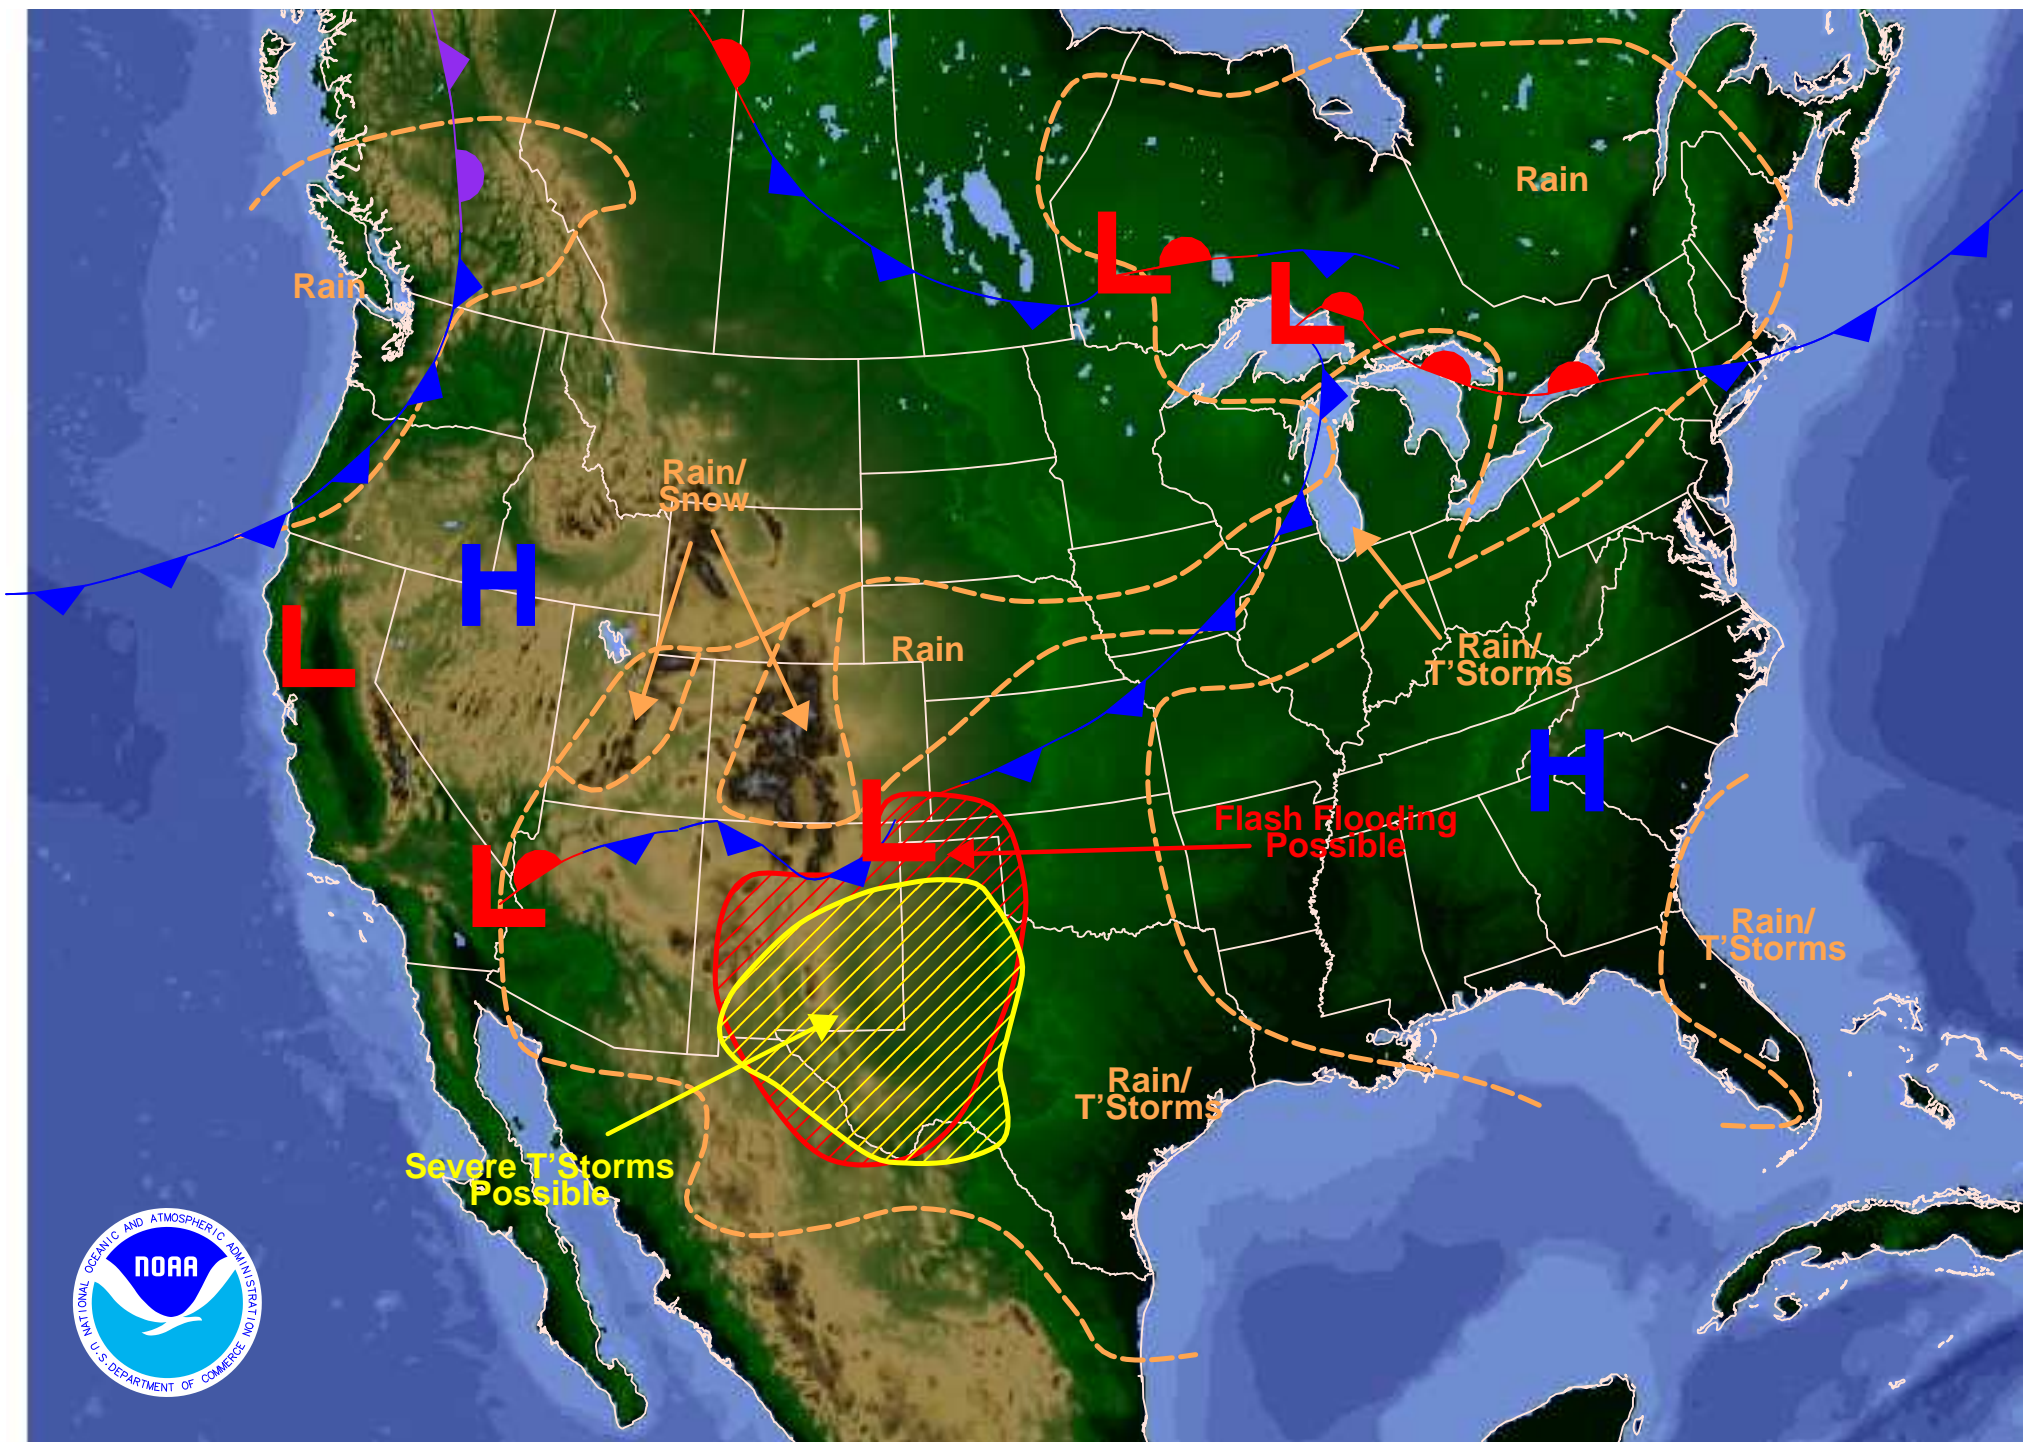 Rain
Rain
L
L
Rain/
Snow
H
L
Rain
Rain/
T'Storms
H
L
Flash Flooding
Possible
L
Rain/
T'Storms
Rain/
T'Storms
Severe T'Storms
Possible
NATIONAL OCEANIC AND ATMOSPHERIC ADMINISTRATION
NOAA
U.S. DEPARTMENT OF COMMERCE